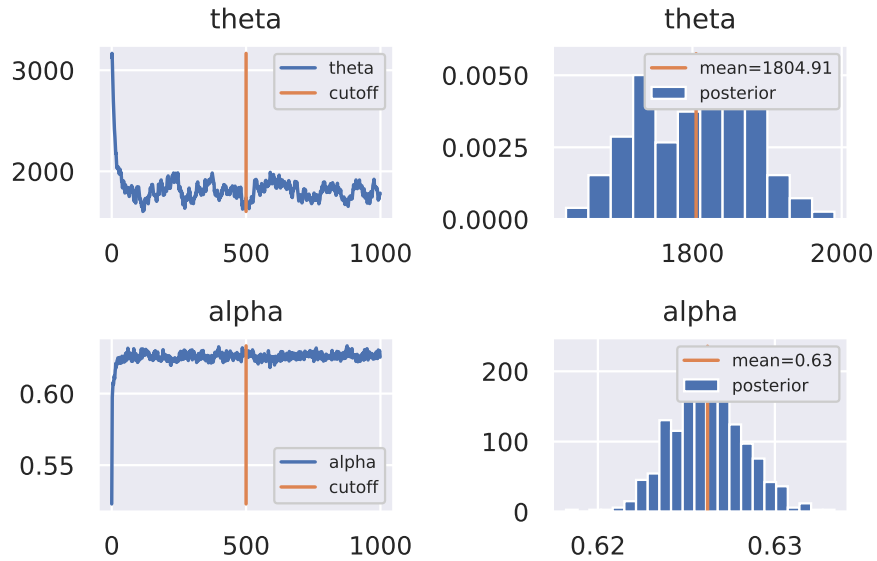 theta
3000
2000
0
500
1000
theta
cutoff
theta
0.0050
0.0025
0.0000
1800
2000
mean=1804.91
posterior
alpha
0.60
0.55
0
500
1000
alpha
cutoff
alpha
200
100
0
0.62
0.63
mean=0.63
posterior